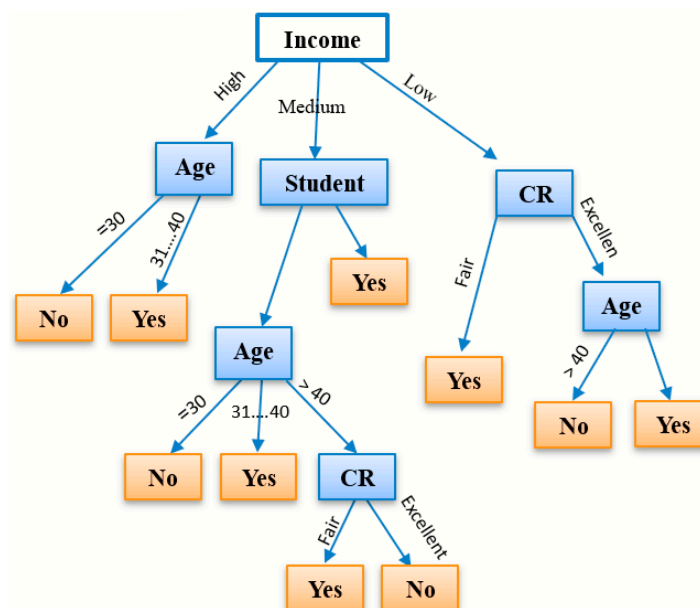 Income
High
Medium
Low
Age
Student
CR
=30
31....40
Fair
Excellen
No
Yes
Yes
Age
Age
Yes
=30
31....40
> 40
> 40
No
Yes
No
Yes
CR
Fair
Excellent
Yes
No